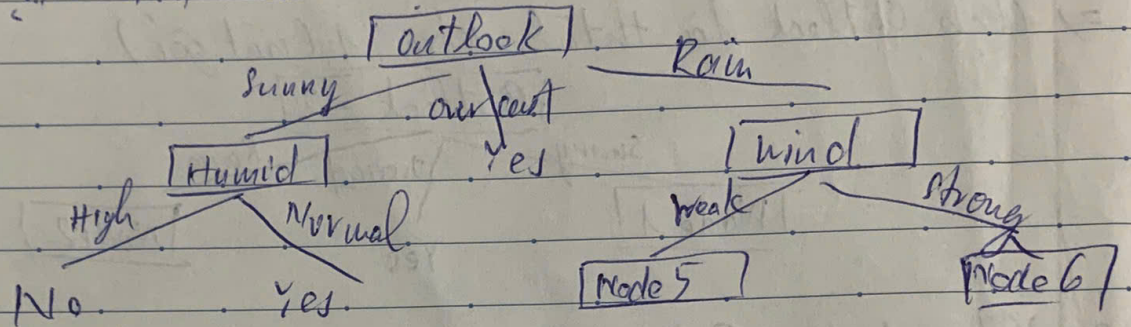 outlook
Sunny overcast Rain
Humid Yes Wind
High Normal Weak Strong
No Yes Node 5 Node 6